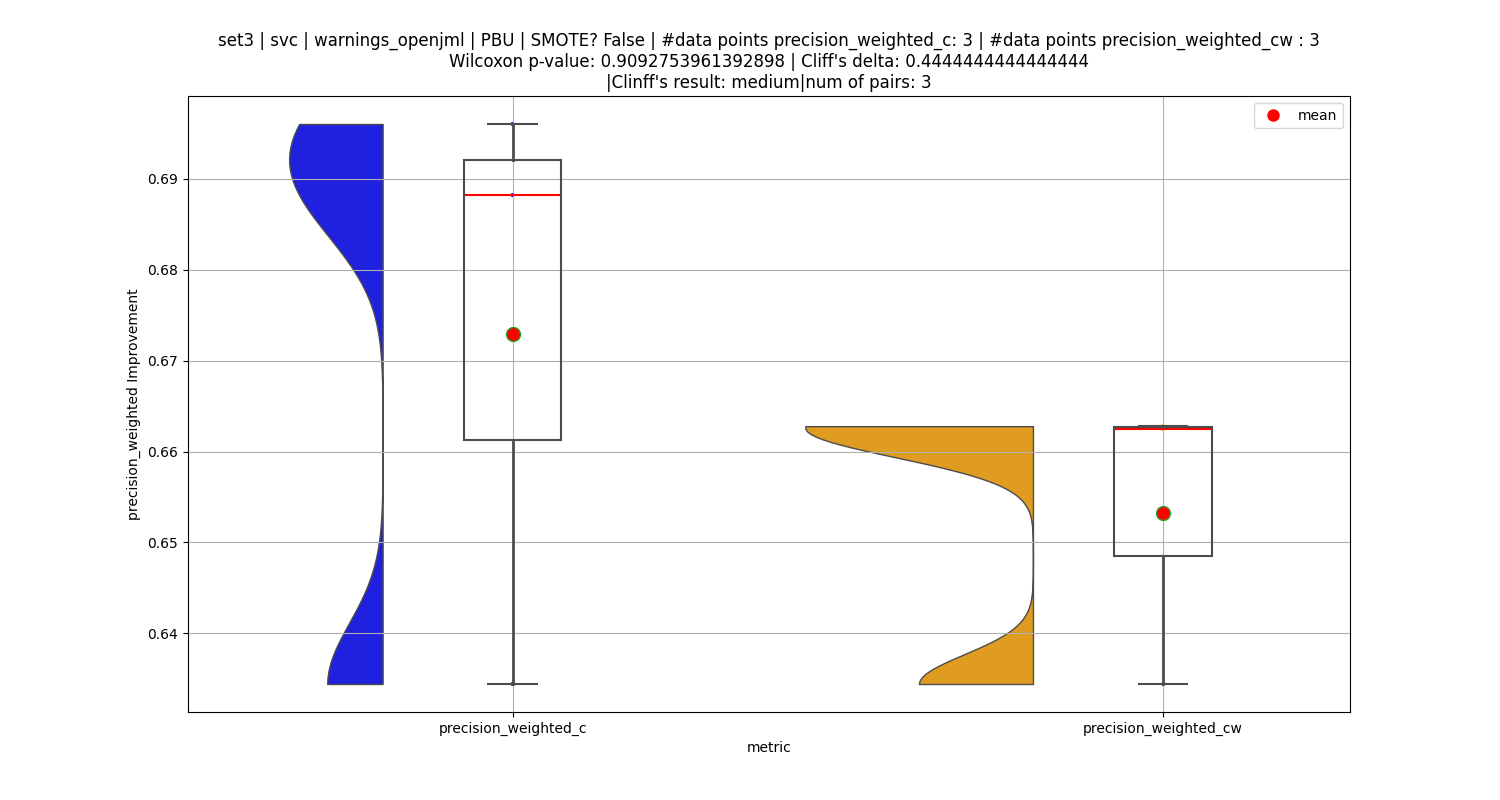 set3 | svc | warnings_openjml | PBU | SMOTE? False | #data points precision_weighted_c: 3 | #data points precision_weighted_cw : 3
Wilcoxon p-value: 0.9092753961392898 | Cliff's delta: 0.4444444444444444
|Clinff's result: medium|num of pairs: 3
mean
precision_weighted Improvement
0.69
0.68
0.67
0.66
0.65
0.64
precision_weighted_c
precision_weighted_cw
metric